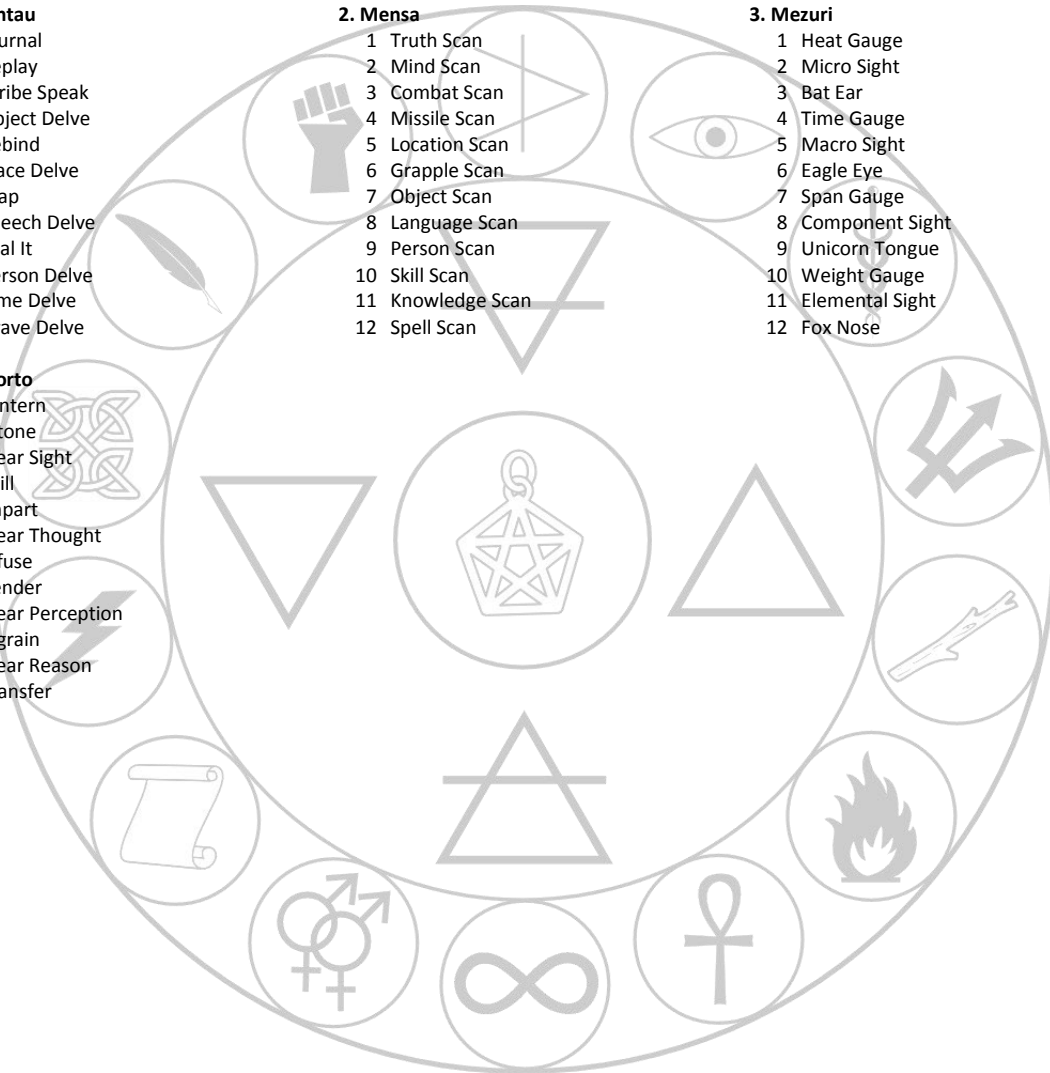 ntau
urnal
eplay
ribe Speak
ject Delve
ebind
ace Delve
ap
eech Delve
al It
erson Delve
me Delve
ave Delve
2. Mensa
1 Truth Scan
2 Mind Scan
3 Combat Scan
4 Missile Scan
5 Location Scan
6 Grapple Scan
7 Object Scan
8 Language Scan
9 Person Scan
10 Skill Scan
11 Knowledge Scan
12 Spell Scan
3. Mezuri
1 Heat Gauge
2 Micro Sight
3 Bat Ear
4 Time Gauge
5 Macro Sight
6 Eagle Eye
7 Span Gauge
8 Component Sight
9 Unicorn Tongue
10 Weight Gauge
11 Elemental Sight
12 Fox Nose
orto
ntern
tone
ear Sight
ill
part
ear Thought
fuse
ender
ear Perception
grain
ear Reason
ansfer